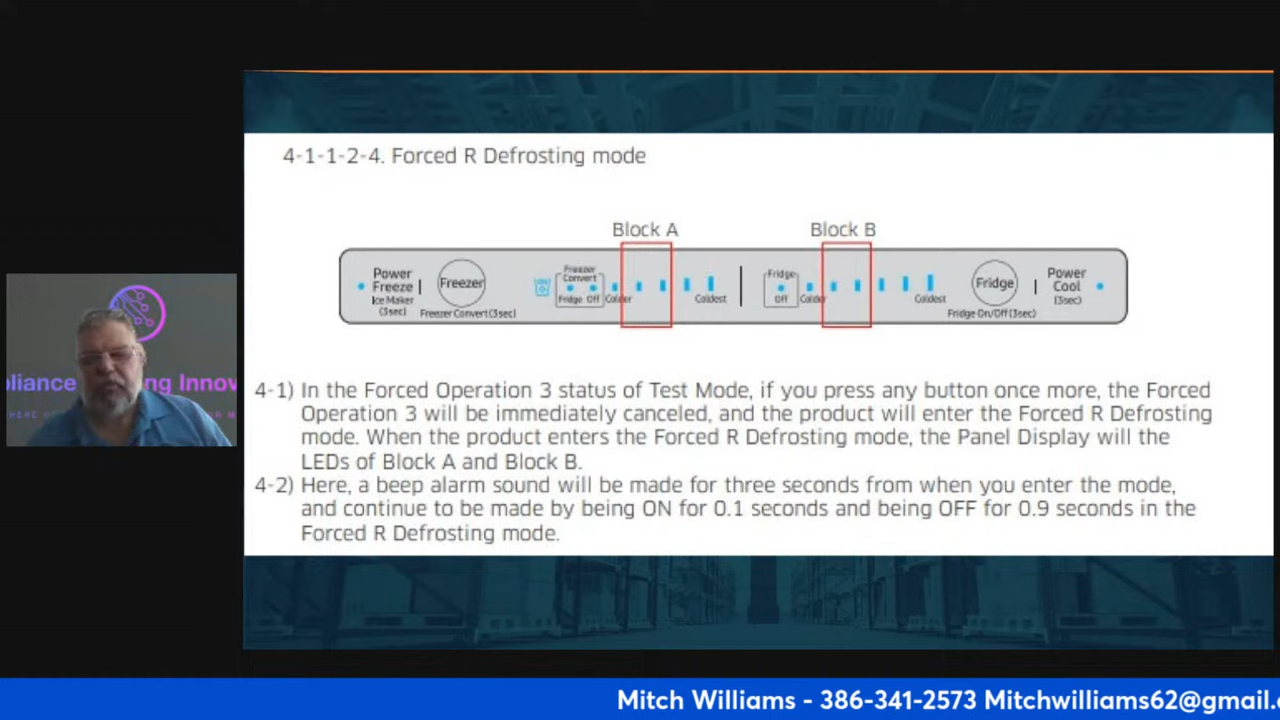 4-1-1-2-4. Forced R Defrosting mode
Block A
Block B
Power
Freeze
Ice Maker
(3sec)
Freezer
Freezer Convert (3sec)
Freezer
Convert
Fridge Off
Colder
Coldest
Fridge
Off
Colder
Coldest
Fridge
Fridge On/Off (3sec)
Power
Cool
(3sec)
4-1) In the Forced Operation 3 status of Test Mode, if you press any button once more, the Forced
Operation 3 will be immediately canceled, and the product will enter the Forced R Defrosting
mode. When the product enters the Forced R Defrosting mode, the Panel Display will the
LEDs of Block A and Block B.
4-2) Here, a beep alarm sound will be made for three seconds from when you enter the mode,
and continue to be made by being ON for 0.1 seconds and being OFF for 0.9 seconds in the
Forced R Defrosting mode.
pliance
ng Innov
Mitch Williams - 386-341-2573 Mitchwilliams62@gmail.c